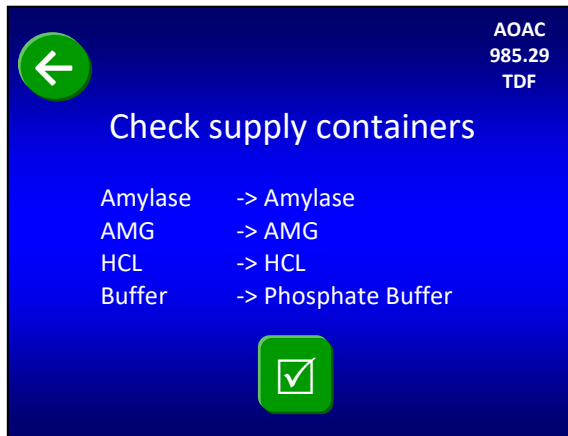 AOAC
985.29
TDF
Check supply containers
Amylase -> Amylase
AMG -> AMG
HCL -> HCL
Buffer -> Phosphate Buffer